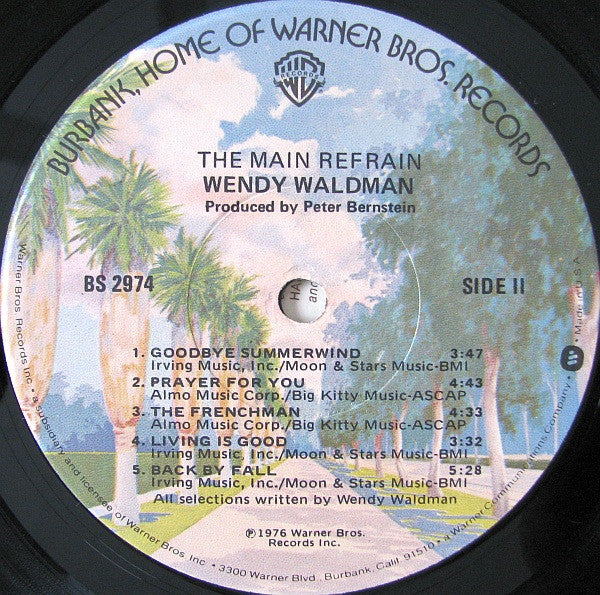 BURBANK, HOME OF WARNER BROS. RECORDS
WB
RECORDS
THE MAIN REFRAIN
WENDY WALDMAN
Produced by Peter Bernstein
BS 2974
SIDE II
HA
and
1. GOODBYE SUMMERWIND 3:47
Irving Music, Inc./Moon & Stars Music-BMI
2. PRAYER FOR YOU 4:43
Almo Music Corp./Big Kitty Music-ASCAP
3. THE FRENCHMAN 4:33
Almo Music Corp./Big Kitty Music-ASCAP
4. LIVING IS GOOD 3:32
Irving Music, Inc./Moon & Stars Music-BMI
5. BACK BY FALL 5:28
Irving Music, Inc./Moon & Stars Music-BMI
All selections written by Wendy Waldman
℗1976 Warner Bros.
Records Inc.
Warner Bros. Records Inc. • a subsidiary and licensee of Warner Bros. Inc. • 3300 Warner Blvd., Burbank, Calif. 91510 • a Warner Communications Company • Made in U.S.A.